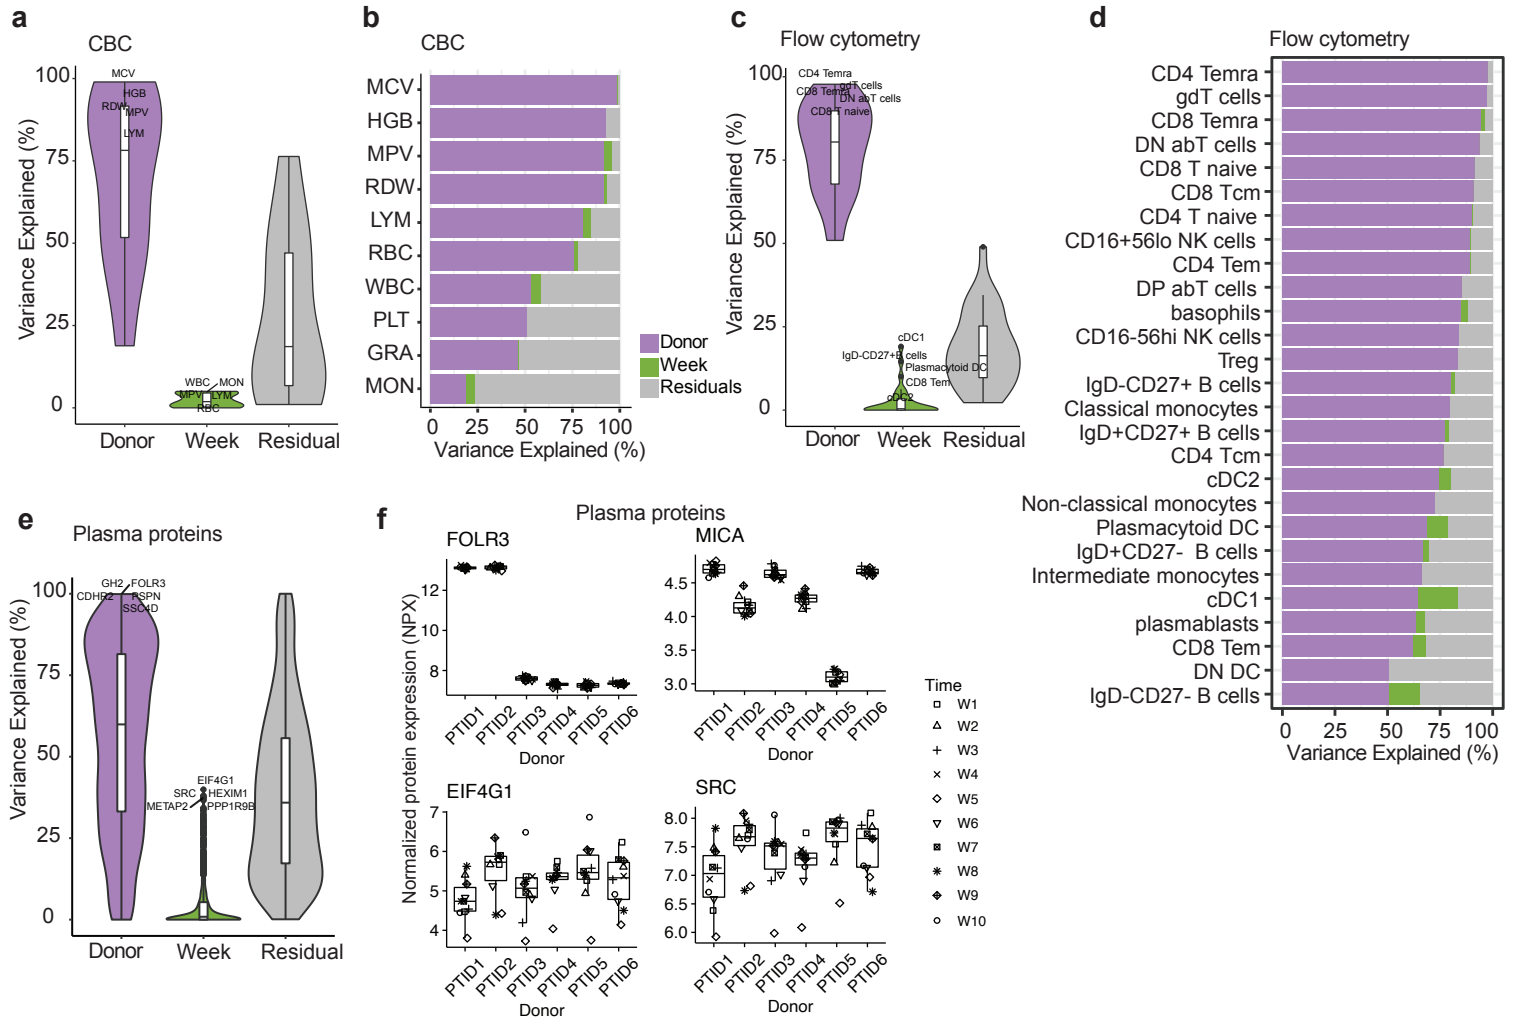 a
CBC
Variance Explained (%)
100
75
50
25
0
MCV
HGB
RDW
MPV
LYM
WBC
MON
MPV
LYM
RBC
Donor
Week
Residual
b
CBC
MCV
HGB
MPV
RDW
LYM
RBC
WBC
PLT
GRA
MON
0 25 50 75 100
Variance Explained (%)
Donor
Week
Residuals
c
Flow cytometry
Variance Explained (%)
100
75
50
25
0
CD4 Temra
gdT cells
CD8 Temra
DN abT cells
CD8 T naive
cDC1
IgD-CD27+B cells
Plasmacytoid DC
CD8 Tem
cDC2
Donor
Week
Residual
d
Flow cytometry
CD4 Temra
gdT cells
CD8 Temra
DN abT cells
CD8 T naive
CD8 Tcm
CD4 T naive
CD16+56lo NK cells
CD4 Tem
DP abT cells
basophils
CD16-56hi NK cells
Treg
IgD-CD27+ B cells
Classical monocytes
IgD+CD27+ B cells
CD4 Tcm
cDC2
Non-classical monocytes
Plasmacytoid DC
IgD+CD27- B cells
Intermediate monocytes
cDC1
plasmablasts
CD8 Tem
DN DC
IgD-CD27- B cells
0 25 50 75 100
Variance Explained (%)
e
Plasma proteins
Variance Explained (%)
100
75
50
25
0
GH2
FOLR3
CDHR2
PSPN
SSC4D
EIF4G1
SRC
HEXIM1
METAP2
PPP1R9B
Donor
Week
Residual
f
Plasma proteins
Normalized protein expression (NPX)
FOLR3
12
10
8
PTID1 PTID2 PTID3 PTID4 PTID5 PTID6
Donor
MICA
4.5
4.0
3.5
3.0
PTID1 PTID2 PTID3 PTID4 PTID5 PTID6
Donor
EIF4G1
7
6
5
4
PTID1 PTID2 PTID3 PTID4 PTID5 PTID6
Donor
SRC
8.0
7.5
7.0
6.5
6.0
PTID1 PTID2 PTID3 PTID4 PTID5 PTID6
Donor
Time
W1
W2
W3
W4
W5
W6
W7
W8
W9
W10